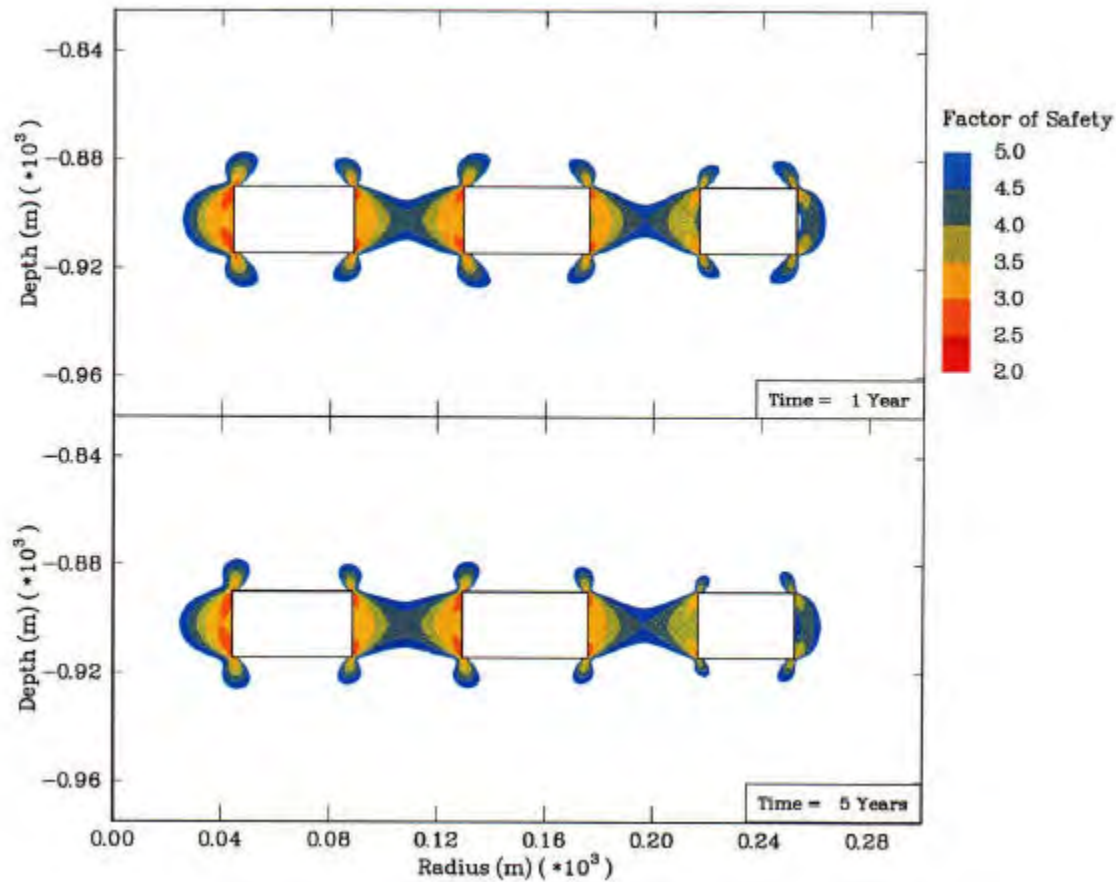 −0.84
−0.88
−0.92
−0.96
Depth (m) ( *10³)
Time = 1 Year
Factor of Safety
5.0
4.5
4.0
3.5
3.0
2.5
2.0
−0.84
−0.88
−0.92
−0.96
Depth (m) ( *10³)
Time = 5 Years
0.00 0.04 0.08 0.12 0.16 0.20 0.24 0.28
Radius (m) ( *10³)